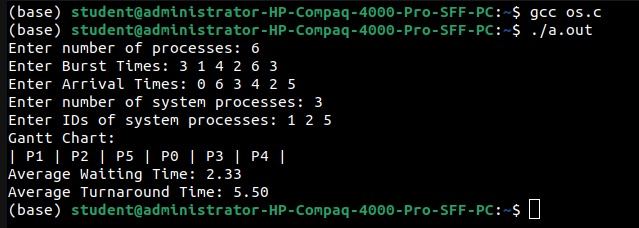 (base) student@administrator-HP-Compaq-4000-Pro-SFF-PC:~$ gcc os.c
(base) student@administrator-HP-Compaq-4000-Pro-SFF-PC:~$ ./a.out
Enter number of processes: 6
Enter Burst Times: 3 1 4 2 6 3
Enter Arrival Times: 0 6 3 4 2 5
Enter number of system processes: 3
Enter IDs of system processes: 1 2 5
Gantt Chart:
| P1 | P2 | P5 | P0 | P3 | P4 |
Average Waiting Time: 2.33
Average Turnaround Time: 5.50
(base) student@administrator-HP-Compaq-4000-Pro-SFF-PC:~$